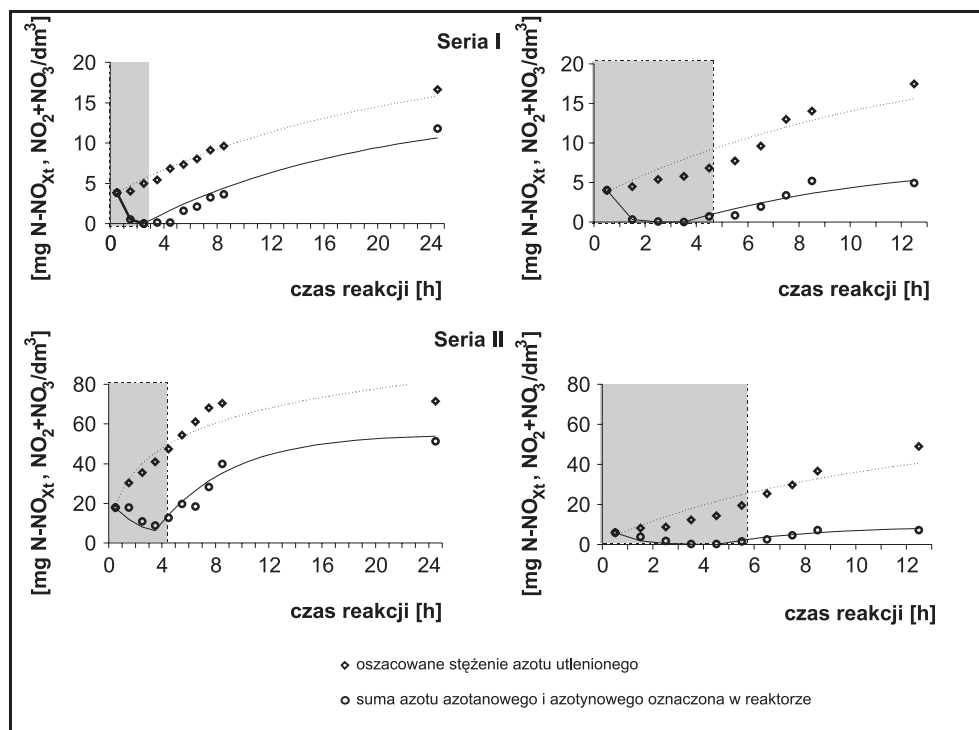 Seria I
[mg N-NOXt, NO2+NO3/dm3]
20
15
10
5
0
0 4 8 12 16 20 24
czas reakcji [h]
[mg N-NOXt, NO2+NO3/dm3]
20
15
10
5
0
0 2 4 6 8 10 12
czas reakcji [h]
Seria II
[mg N-NOXt, NO2+NO3/dm3]
80
60
40
20
0
0 4 8 12 16 20 24
czas reakcji [h]
[mg N-NOXt, NO2+NO3/dm3]
80
60
40
20
0
0 2 4 6 8 10 12
czas reakcji [h]
oszacowane stężenie azotu utlenionego
suma azotu azotanowego i azotynowego oznaczona w reaktorze